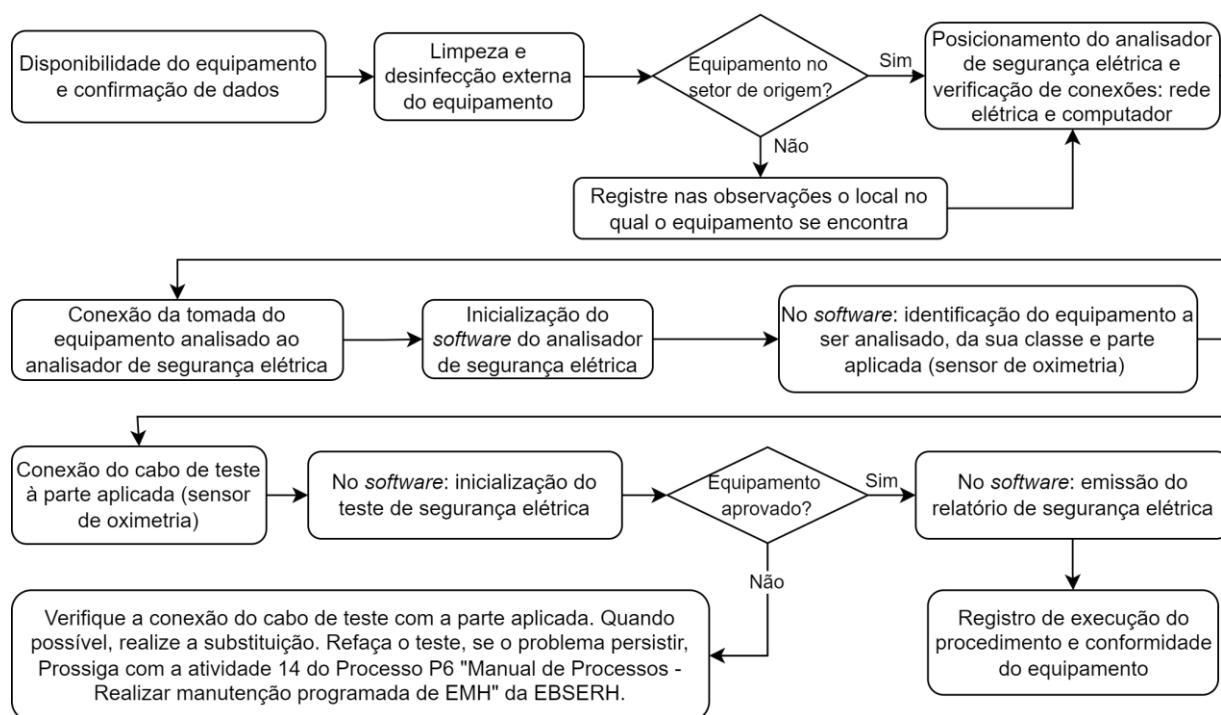 Disponibilidade do equipamento
e confirmação de dados
Limpeza e
desinfecção externa
do equipamento
Equipamento no
setor de origem?
Sim
Posicionamento do analisador
de segurança elétrica e
verificação de conexões: rede
elétrica e computador
Não
Registre nas observações o local no
qual o equipamento se encontra
Conexão da tomada do
equipamento analisado ao
analisador de segurança elétrica
Inicialização do
software do analisador
de segurança elétrica
No software: identificação do equipamento a
ser analisado, da sua classe e parte
aplicada (sensor de oximetria)
Conexão do cabo de teste
à parte aplicada (sensor
de oximetria)
No software: inicialização do
teste de segurança elétrica
Equipamento
aprovado?
Sim
No software: emissão do
relatório de segurança elétrica
Não
Verifique a conexão do cabo de teste com a parte aplicada. Quando
possível, realize a substituição. Refaça o teste, se o problema persistir,
Prossiga com a atividade 14 do Processo P6 "Manual de Processos -
Realizar manutenção programada de EMH" da EBSERH.
Registro de execução do
procedimento e conformidade
do equipamento